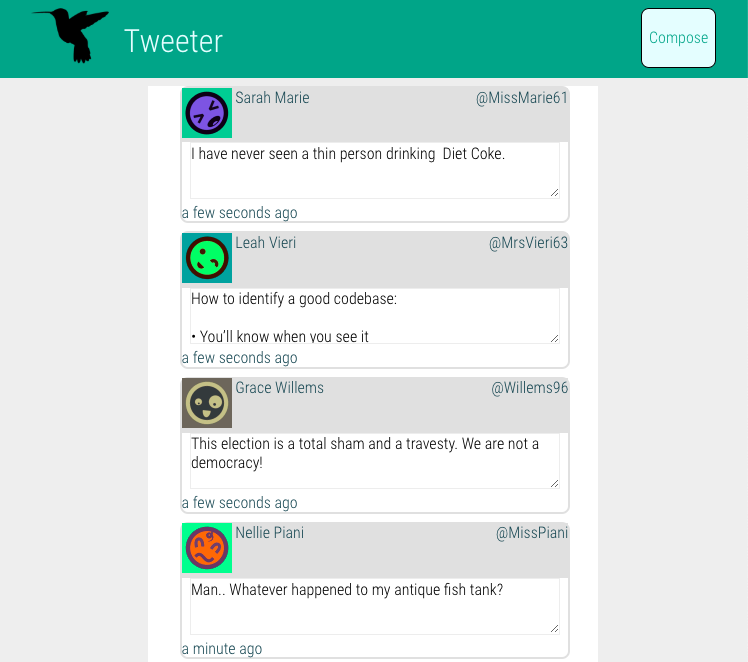 Tweeter
Compose
Sarah Marie @MissMarie61
I have never seen a thin person drinking  Diet Coke.
a few seconds ago
Leah Vieri @MrsVieri63
How to identify a good codebase:
• You’ll know when you see it
a few seconds ago
Grace Willems @Willems96
This election is a total sham and a travesty. We are not a
democracy!
a few seconds ago
Nellie Piani @MissPiani
Man.. Whatever happened to my antique fish tank?
a minute ago